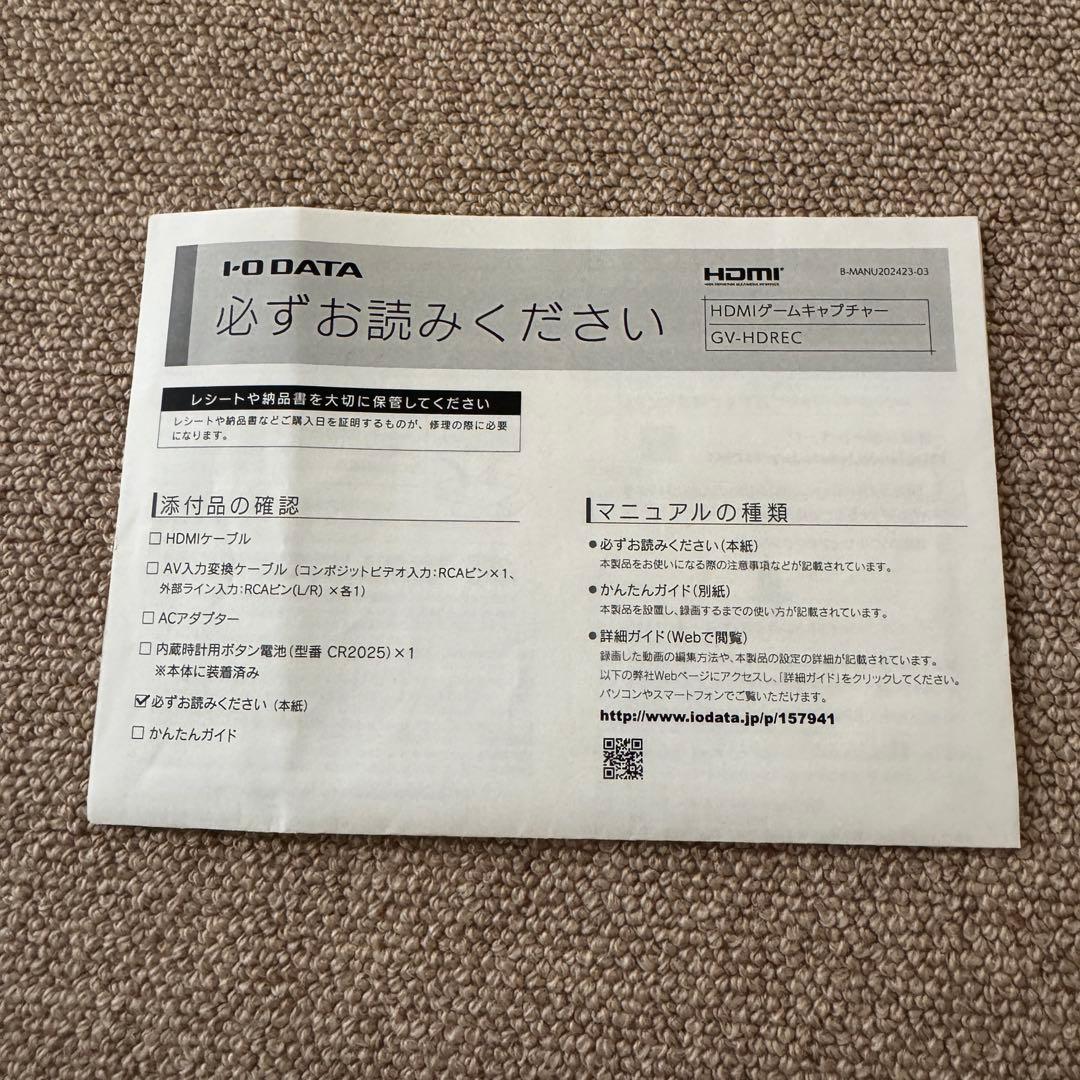 I-O DATA
必ずお読みください
HDMI
B-MANU202423-03
HDMIゲームキャプチャー
GV-HDREC
レシートや納品書を大切に保管してください
レシートや納品書などご購入日を証明するものが、修理の際に必要
になります。
添付品の確認
□ HDMIケーブル
□ AV入力変換ケーブル（コンポジットビデオ入力:RCAピン×1、
外部ライン入力:RCAピン(L/R) ×各1）
□ ACアダプター
□ 内蔵時計用ボタン電池(型番 CR2025)×1
※本体に装着済み
☑必ずお読みください（本紙）
□ かんたんガイド
マニュアルの種類
●必ずお読みください(本紙)
本製品をお使いになる際の注意事項などが記載されています。
●かんたんガイド(別紙)
本製品を設置し、録画するまでの使い方が記載されています。
●詳細ガイド(Webで閲覧)
録画した動画の編集方法や、本製品の設定の詳細が記載されています。
以下の弊社Webページにアクセスし、「詳細ガイド」をクリックしてください。
パソコンやスマートフォンでご覧いただけます。
http://www.iodata.jp/p/157941